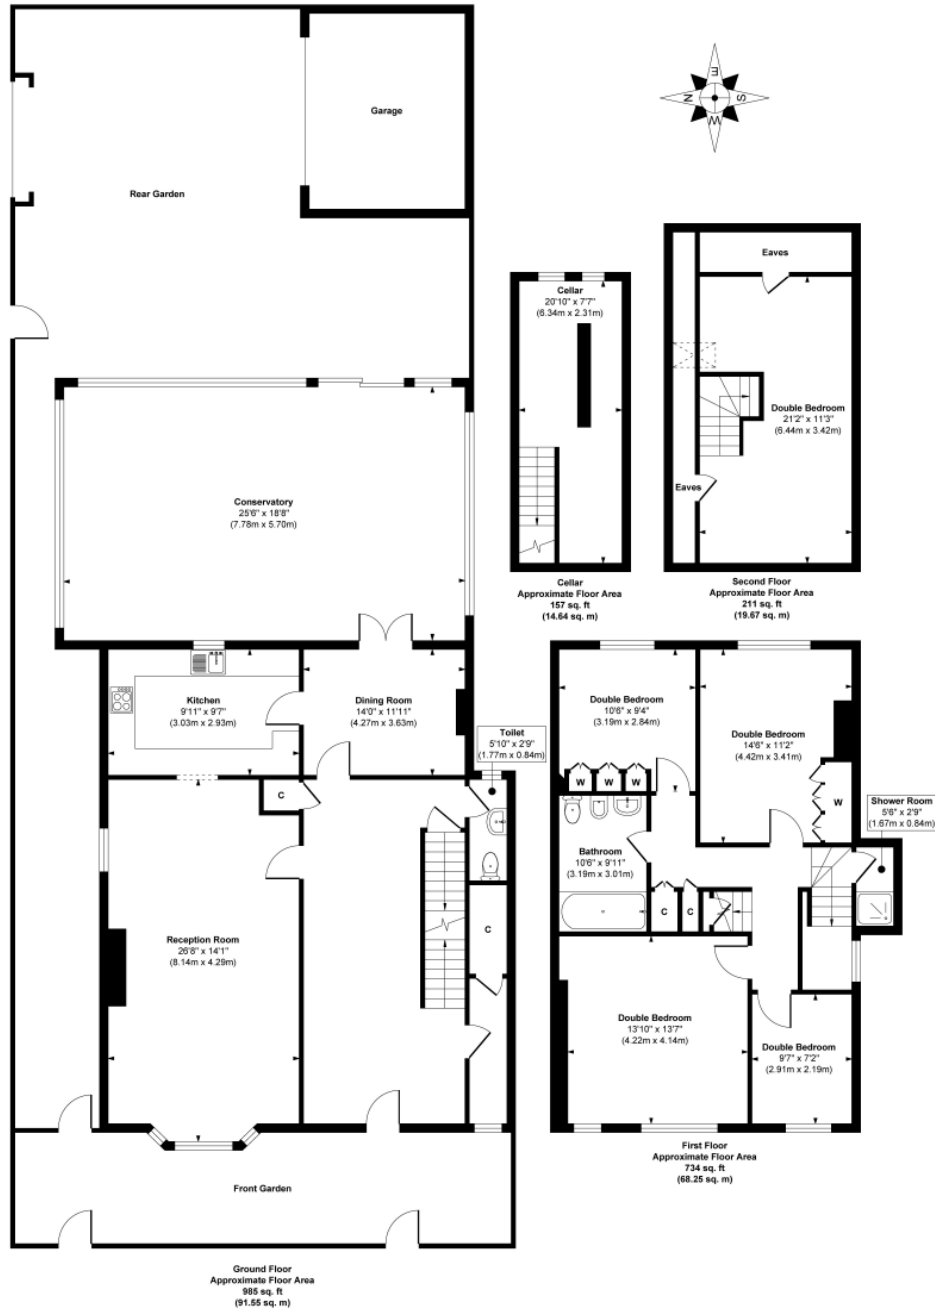 Garage
Rear Garden
E
N
S
W
Eaves
Cellar
20'10" x 7'7"
(6.34m x 2.31m)
Double Bedroom
21'2" x 11'3"
(6.44m x 3.42m)
Eaves
Conservatory
25'6" x 18'8"
(7.78m x 5.70m)
Cellar
Approximate Floor Area
157 sq. ft
(14.64 sq. m)
Second Floor
Approximate Floor Area
211 sq. ft
(19.67 sq. m)
Kitchen
9'11" x 9'7"
(3.03m x 2.93m)
Dining Room
14'0" x 11'11"
(4.27m x 3.63m)
Toilet
5'10" x 2'9"
(1.77m x 0.84m)
Double Bedroom
10'6" x 9'4"
(3.19m x 2.84m)
Double Bedroom
14'6" x 11'2"
(4.42m x 3.41m)
W
W
W
W
Shower Room
5'6" x 2'9"
(1.67m x 0.84m)
C
Bathroom
10'6" x 9'11"
(3.19m x 3.01m)
C
C
C
Reception Room
26'8" x 14'1"
(8.14m x 4.29m)
Double Bedroom
13'10" x 13'7"
(4.22m x 4.14m)
Double Bedroom
9'7" x 7'2"
(2.91m x 2.19m)
First Floor
Approximate Floor Area
734 sq. ft
(68.25 sq. m)
Front Garden
Ground Floor
Approximate Floor Area
985 sq. ft
(91.55 sq. m)